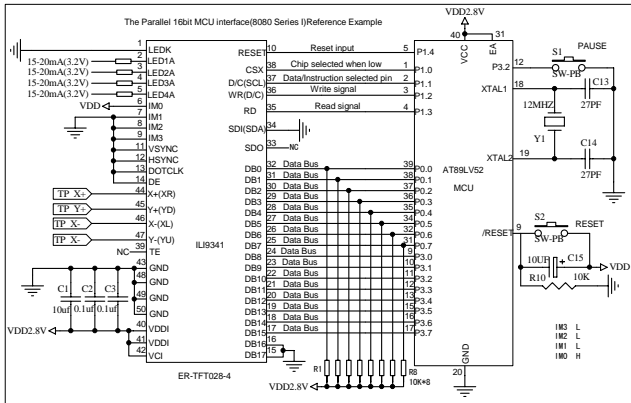 The Parallel 16bit MCU interface(8080 Series I)Reference Example
VDD2.8V
1 LEDK
15-20mA(3.2V) 2 LED1A
15-20mA(3.2V) 3 LED2A
15-20mA(3.2V) 4 LED3A
15-20mA(3.2V) 5 LED4A
VDD 6 IM0
7 IM1
8 IM2
9 IM3
11 VSYNC
12 HSYNC
13 DOTCLK
14 DE
TP X+ 44 X+(XR)
TP Y+ 45 Y+(YD)
TP X- 46 X-(XL)
TP X- 47 Y-(YU)
NC 39 TE
43 GND
48 GND
49 GND
50 GND
C1 C2 C3
10uf 0.1uf 0.1uf
VDD2.8V
40 VDDI
41 VDDI
42 VCI
ILI9341
ER-TFT028-4
RESET 10 Reset input 5 P1.4
CSX 38 Chip selected when low 1 P1.0
D/C(SCL) 37 Data/Instruction selected pin 2 P1.1
WR(D/C) 36 Write signal 3 P1.2
RD 35 Read signal 4 P1.3
SDI(SDA) 34
SDO 33 NC
DB0 32 Data Bus 39 P0.0
DB1 31 Data Bus 38 P0.1
DB2 30 Data Bus 37 P0.2
DB3 29 Data Bus 36 P0.3
DB4 28 Data Bus 35 P0.4
DB5 27 Data Bus 34 P0.5
DB6 26 Data Bus 32 P0.6
DB7 25 Data Bus 31 P0.7
DB8 24 Data Bus 9 P3.0
DB9 23 Data Bus 10 P3.1
DB10 22 Data Bus 11
DB11 21 Data Bus 12
DB12 20 Data Bus 13
DB13 19 Data Bus 14
DB14 18 Data Bus 15
DB15 17 Data Bus 17 P3.7
DB16 16
DB17 15
R1 R8
10K*8
VDD2.8V
40 31
VCC EA
P3.2 12 S1 PAUSE
SW-PB
XTAL1 18 C13
27PF
12MHZ
Y1
XTAL2 19 C14
27PF
AT89LV52
MCU
/RESET 9 S2 RESET
SW-PB
10UF C15 VDD
R10 10K
GND
20
IM3 L
IM2 L
IM1 L
IM0 H